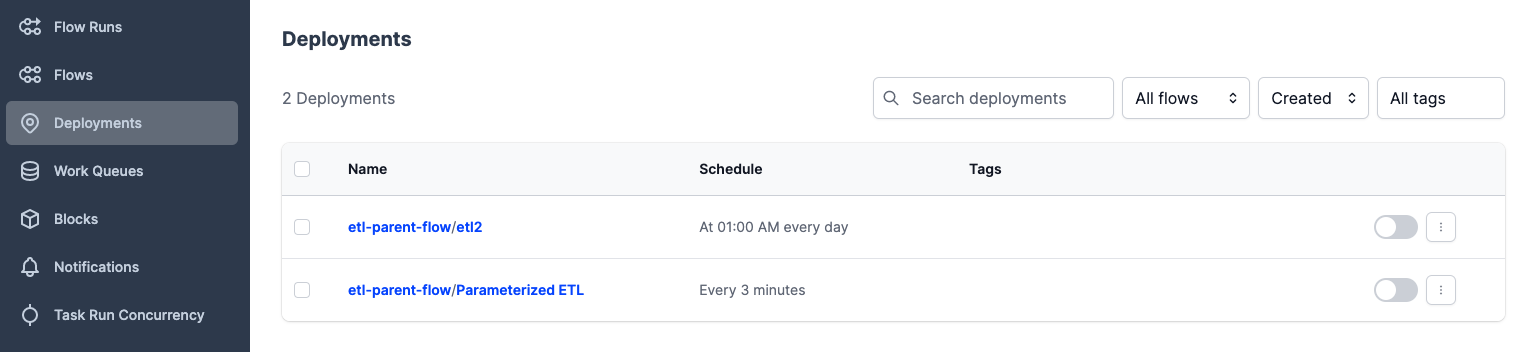 Flow Runs
Flows
Deployments
Work Queues
Blocks
Notifications
Task Run Concurrency
Deployments
2 Deployments
Search deployments
All flows
Created
All tags
Name Schedule Tags
etl-parent-flow/etl2 At 01:00 AM every day
etl-parent-flow/Parameterized ETL Every 3 minutes